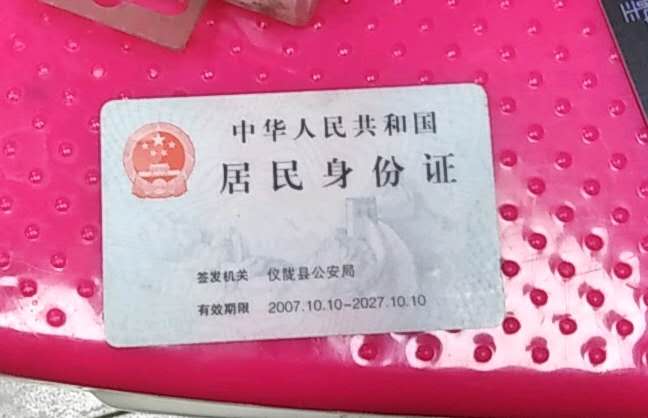 中华人民共和国
居民身份证
签发机关 仪陇县公安局
有效期限 2007.10.10-2027.10.10